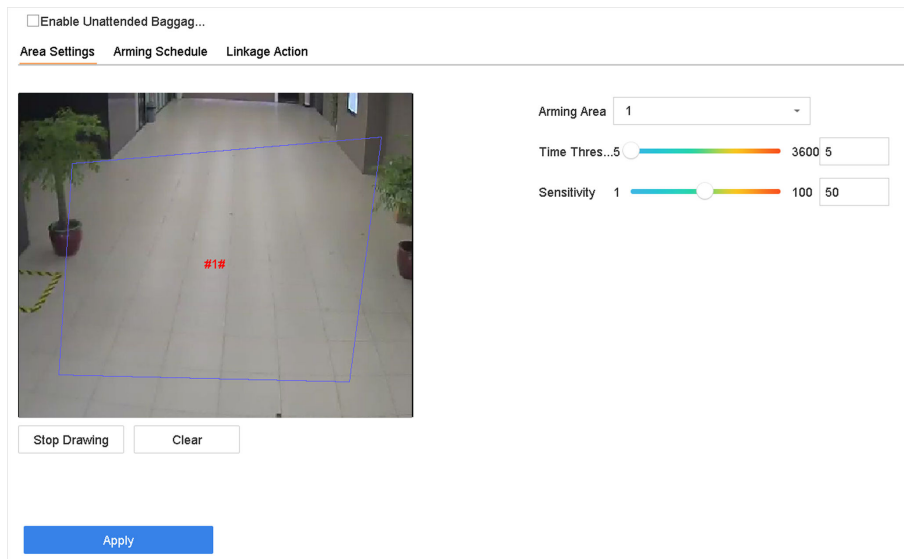 Enable Unattended Baggag...
Area Settings Arming Schedule Linkage Action
Arming Area 1
Time Thres...5 3600 5
Sensitivity 1 100 50
#1#
Stop Drawing Clear
Apply